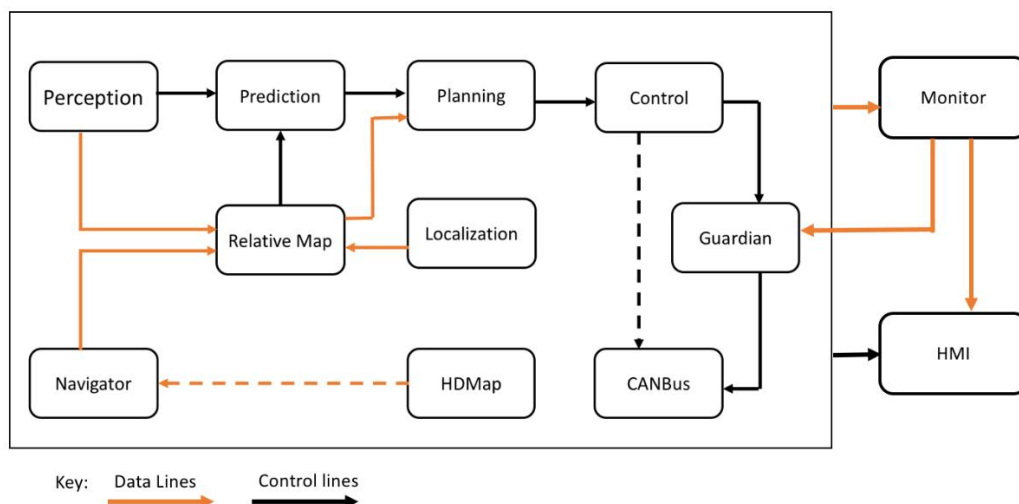 Perception
Prediction
Planning
Control
Monitor
Relative Map
Localization
Guardian
Navigator
HDMap
CANBus
HMI
Key: Data Lines Control lines